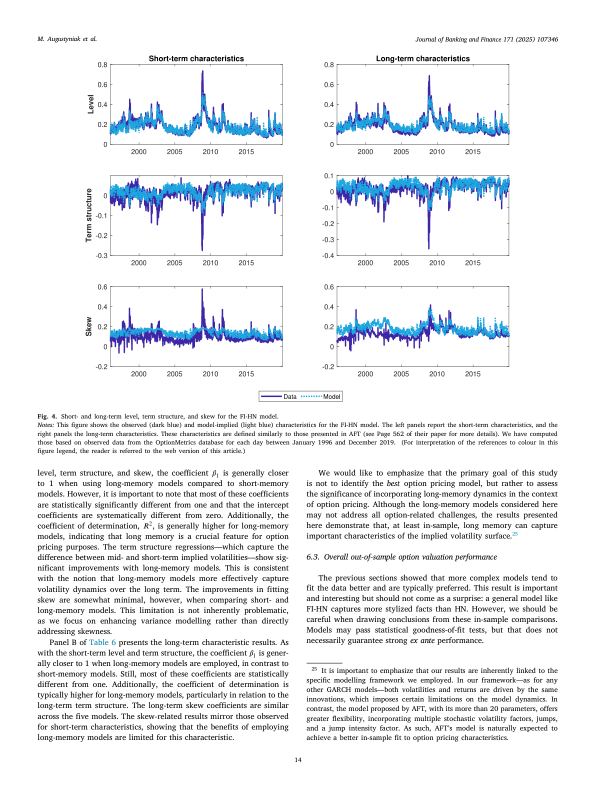 M. Augustyniak et al.
Journal of Banking and Finance 171 (2025) 107346
Short-term characteristics
Long-term characteristics
Level
0.8
0.6
0.4
0.2
0
2000
2005
2010
2015
0.8
0.6
0.4
0.2
0
2000
2005
2010
2015
Term structure
0
-0.1
-0.2
-0.3
2000
2005
2010
2015
0.1
0
-0.1
-0.2
-0.3
-0.4
2000
2005
2010
2015
Skew
0.6
0.4
0.2
0
-0.2
2000
2005
2010
2015
0.6
0.4
0.2
0
-0.2
2000
2005
2010
2015
Data
Model
Fig. 4. Short- and long-term level, term structure, and skew for the FI-HN model.
Notes: This figure shows the observed (dark blue) and model-implied (light blue) characteristics for the FI-HN model. The left panels report the short-term characteristics, and the
right panels the long-term characteristics. These characteristics are defined similarly to those presented in AFT (see Page 562 of their paper for more details). We have computed
those based on observed data from the OptionMetrics database for each day between January 1996 and December 2019. (For interpretation of the references to colour in this
figure legend, the reader is referred to the web version of this article.)
level, term structure, and skew, the coefficient β̂₁ is generally closer
to 1 when using long-memory models compared to short-memory
models. However, it is important to note that most of these coefficients
are statistically significantly different from one and that the intercept
coefficients are systematically different from zero. Additionally, the
coefficient of determination, R², is generally higher for long-memory
models, indicating that long memory is a crucial feature for option
pricing purposes. The term structure regressions—which capture the
difference between mid- and short-term implied volatilities—show sig-
nificant improvements with long-memory models. This is consistent
with the notion that long-memory models more effectively capture
volatility dynamics over the long term. The improvements in fitting
skew are somewhat minimal, however, when comparing short- and
long-memory models. This limitation is not inherently problematic,
as we focus on enhancing variance modelling rather than directly
addressing skewness.
Panel B of Table 6 presents the long-term characteristic results. As
with the short-term level and term structure, the coefficient β̂₁ is gener-
ally closer to 1 when long-memory models are employed, in contrast to
short-memory models. Still, most of these coefficients are statistically
different from one. Additionally, the coefficient of determination is
typically higher for long-memory models, particularly in relation to the
long-term term structure. The long-term skew coefficients are similar
across the five models. The skew-related results mirror those observed
for short-term characteristics, showing that the benefits of employing
long-memory models are limited for this characteristic.
We would like to emphasize that the primary goal of this study
is not to identify the best option pricing model, but rather to assess
the significance of incorporating long-memory dynamics in the context
of option pricing. Although the long-memory models considered here
may not address all option-related challenges, the results presented
here demonstrate that, at least in-sample, long memory can capture
important characteristics of the implied volatility surface.²⁵
6.3. Overall out-of-sample option valuation performance
The previous sections showed that more complex models tend to
fit the data better and are typically preferred. This result is important
and interesting but should not come as a surprise: a general model like
FI-HN captures more stylized facts than HN. However, we should be
careful when drawing conclusions from these in-sample comparisons.
Models may pass statistical goodness-of-fit tests, but that does not
necessarily guarantee strong ex ante performance.
²⁵ It is important to emphasize that our results are inherently linked to the
specific modelling framework we employed. In our framework—as for any
other GARCH models—both volatilities and returns are driven by the same
innovations, which imposes certain limitations on the model dynamics. In
contrast, the model proposed by AFT, with its more than 20 parameters, offers
greater flexibility, incorporating multiple stochastic volatility factors, jumps,
and a jump intensity factor. As such, AFT's model is naturally expected to
achieve a better in-sample fit to option pricing characteristics.
14